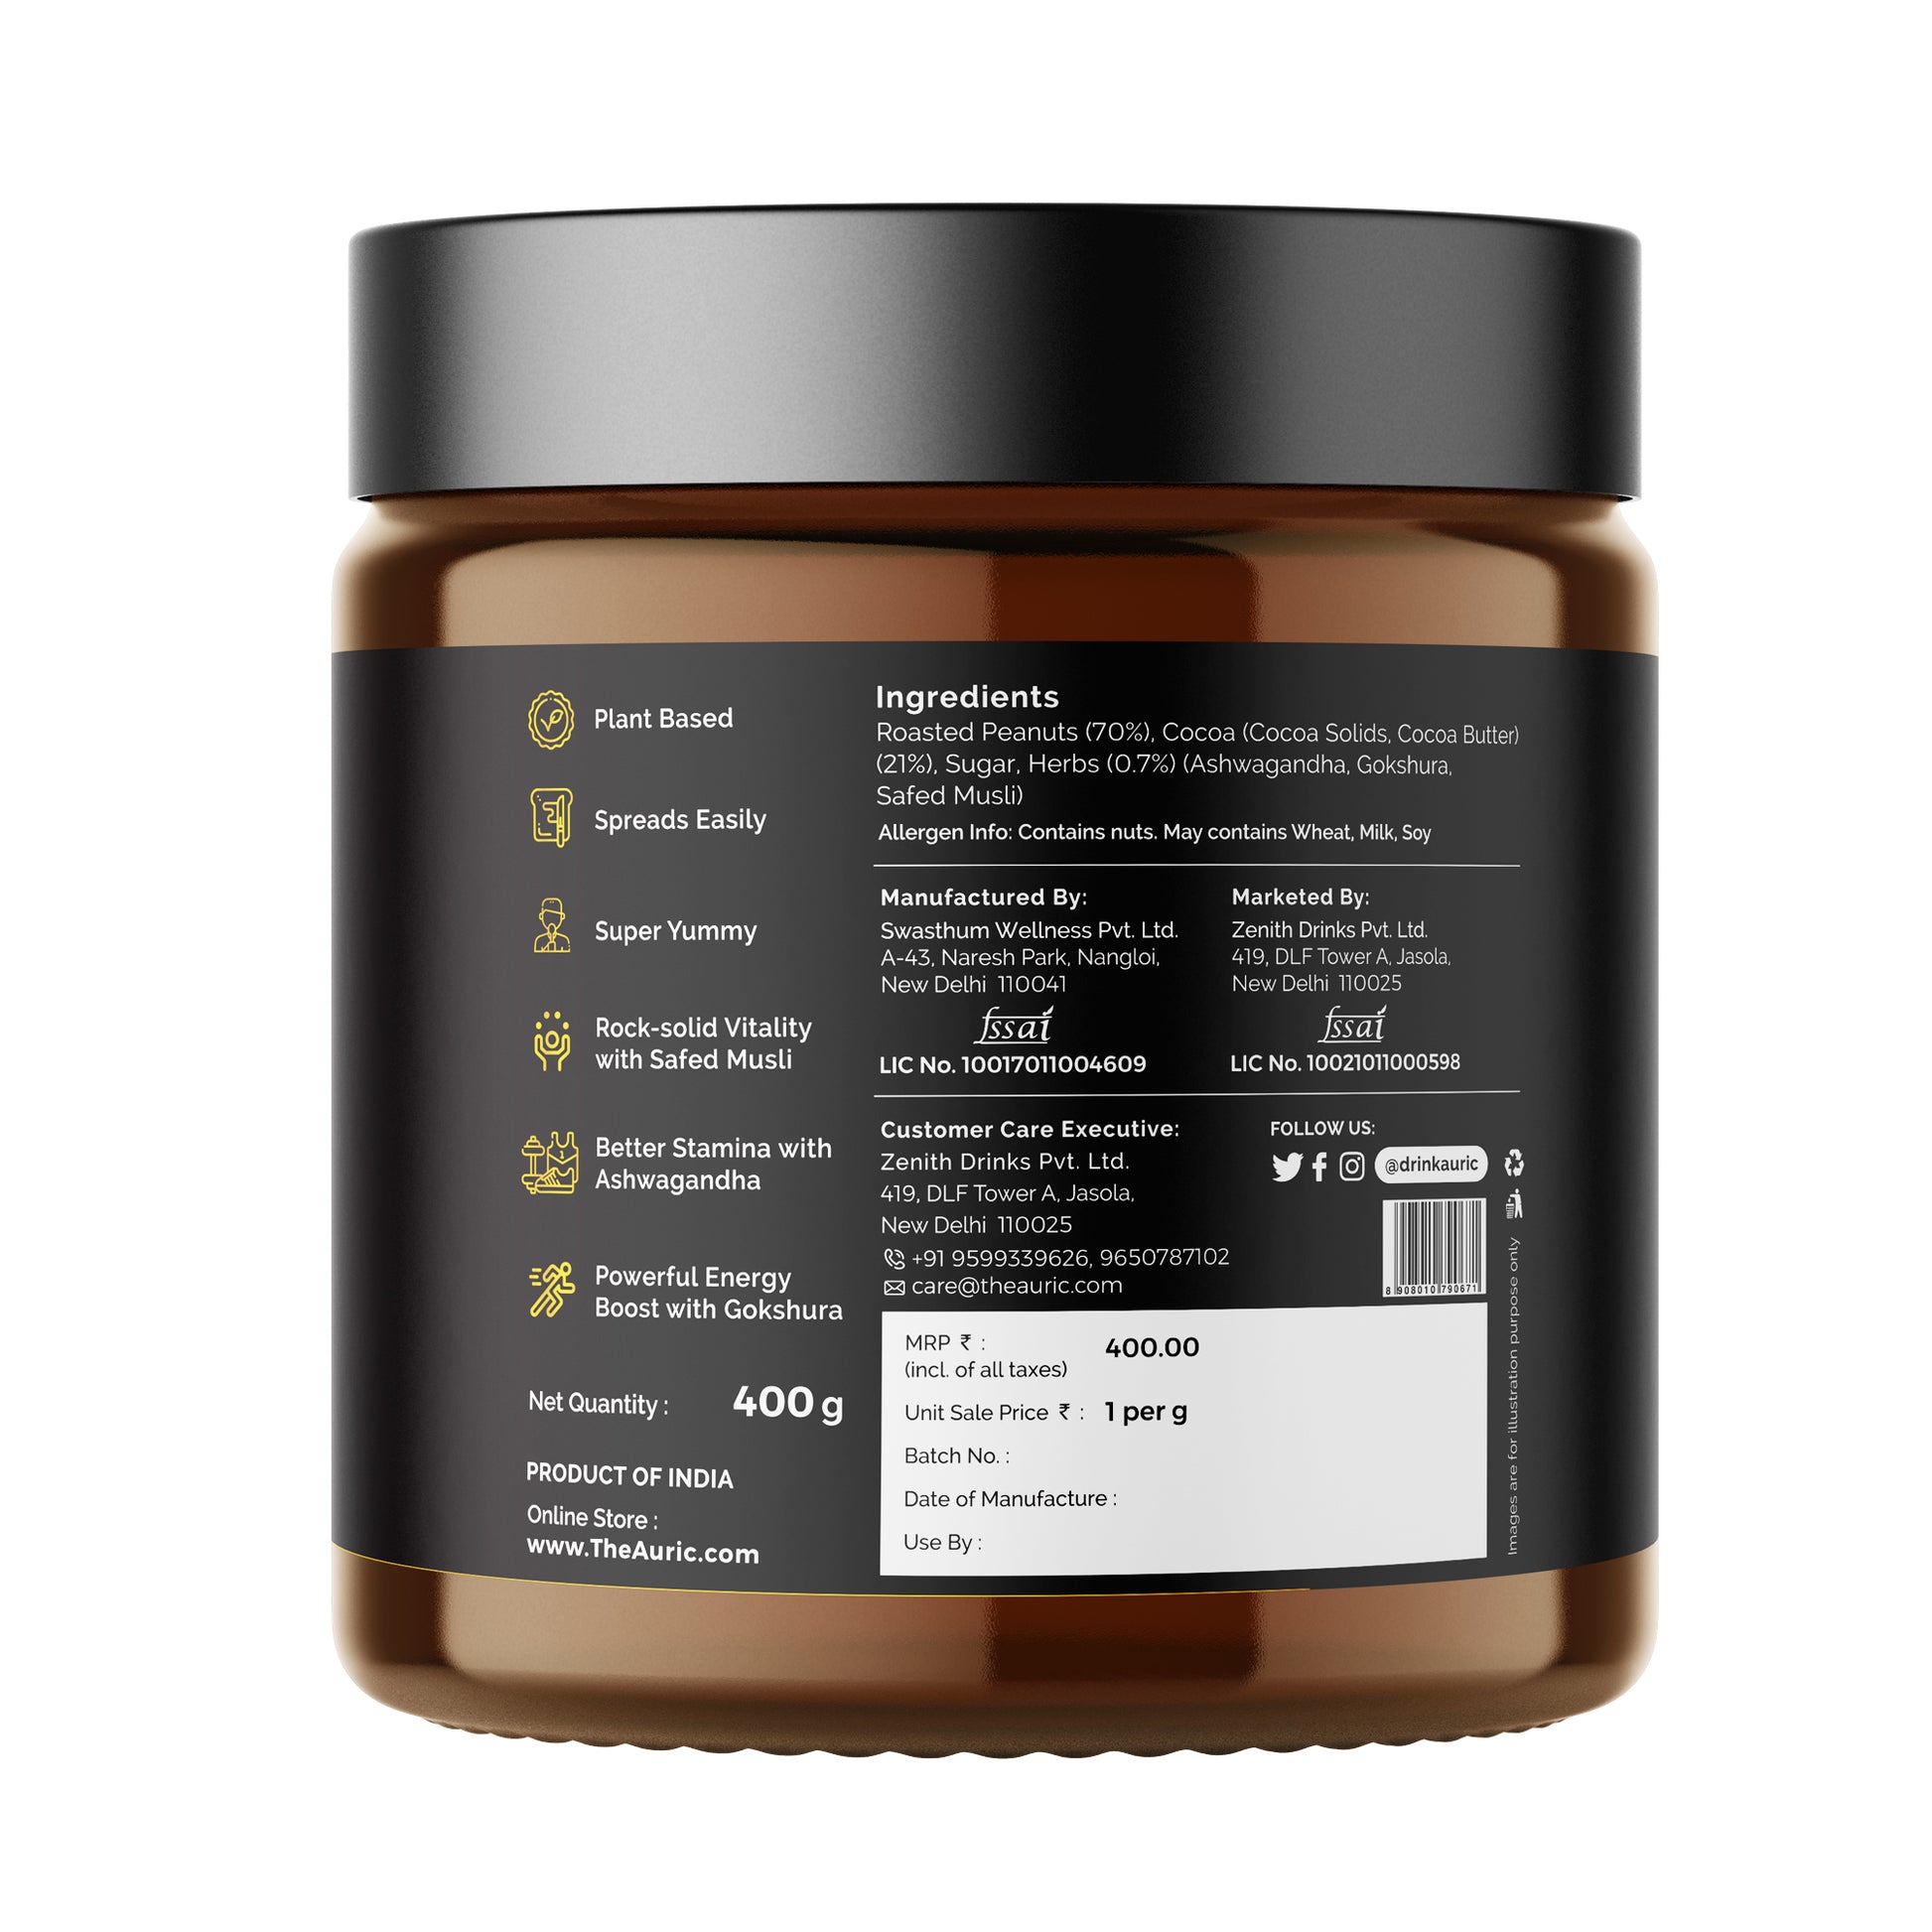 Plant Based
Spreads Easily
Super Yummy
Rock-solid Vitality
with Safed Musli
Better Stamina with
Ashwagandha
Powerful Energy
Boost with Gokshura
Net Quantity : 400 g
PRODUCT OF INDIA
Online Store :
www.TheAuric.com
Ingredients
Roasted Peanuts (70%), Cocoa (Cocoa Solids, Cocoa Butter)
(21%), Sugar, Herbs (0.7%) (Ashwagandha, Gokshura,
Safed Musli)
Allergen Info: Contains nuts. May contains Wheat, Milk, Soy
Manufactured By:
Swasthum Wellness Pvt. Ltd.
A-43, Naresh Park, Nangloi,
New Delhi 110041
fssai
LIC No. 10017011004609
Marketed By:
Zenith Drinks Pvt. Ltd.
419, DLF Tower A, Jasola,
New Delhi 110025
fssai
LIC No. 10021011000598
Customer Care Executive:
Zenith Drinks Pvt. Ltd.
419, DLF Tower A, Jasola,
New Delhi 110025
+91 9599339626, 9650787102
care@theauric.com
FOLLOW US:
@drinkauric
8 908010 790671
MRP ₹ : 400.00
(incl. of all taxes)
Unit Sale Price ₹ : 1 per g
Batch No. :
Date of Manufacture :
Use By :
Images are for illustration purpose only